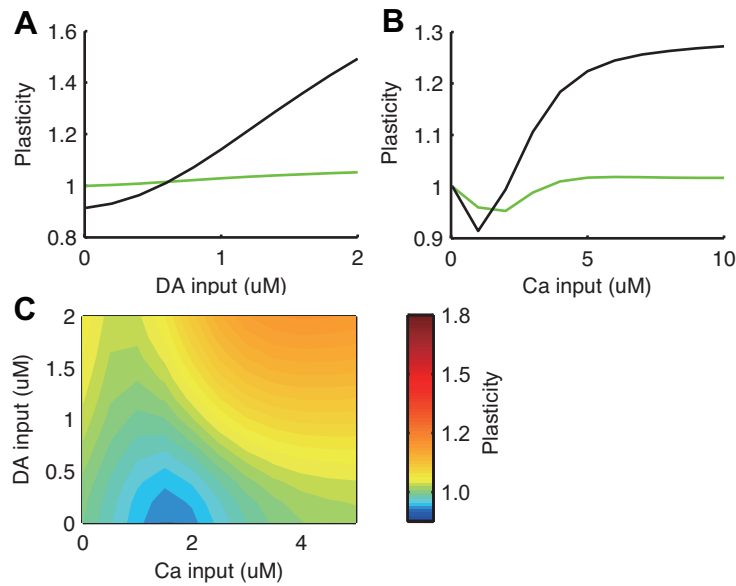 A
1.6
1.4
1.2
1
0.8
Plasticity
0
1
2
DA input (uM)
B
1.3
1.2
1.1
1
0.9
Plasticity
0
5
10
Ca input (uM)
C
2
1.5
1
0.5
0
DA input (uM)
0
2
4
Ca input (uM)
1.8
1.5
1.2
1.0
Plasticity